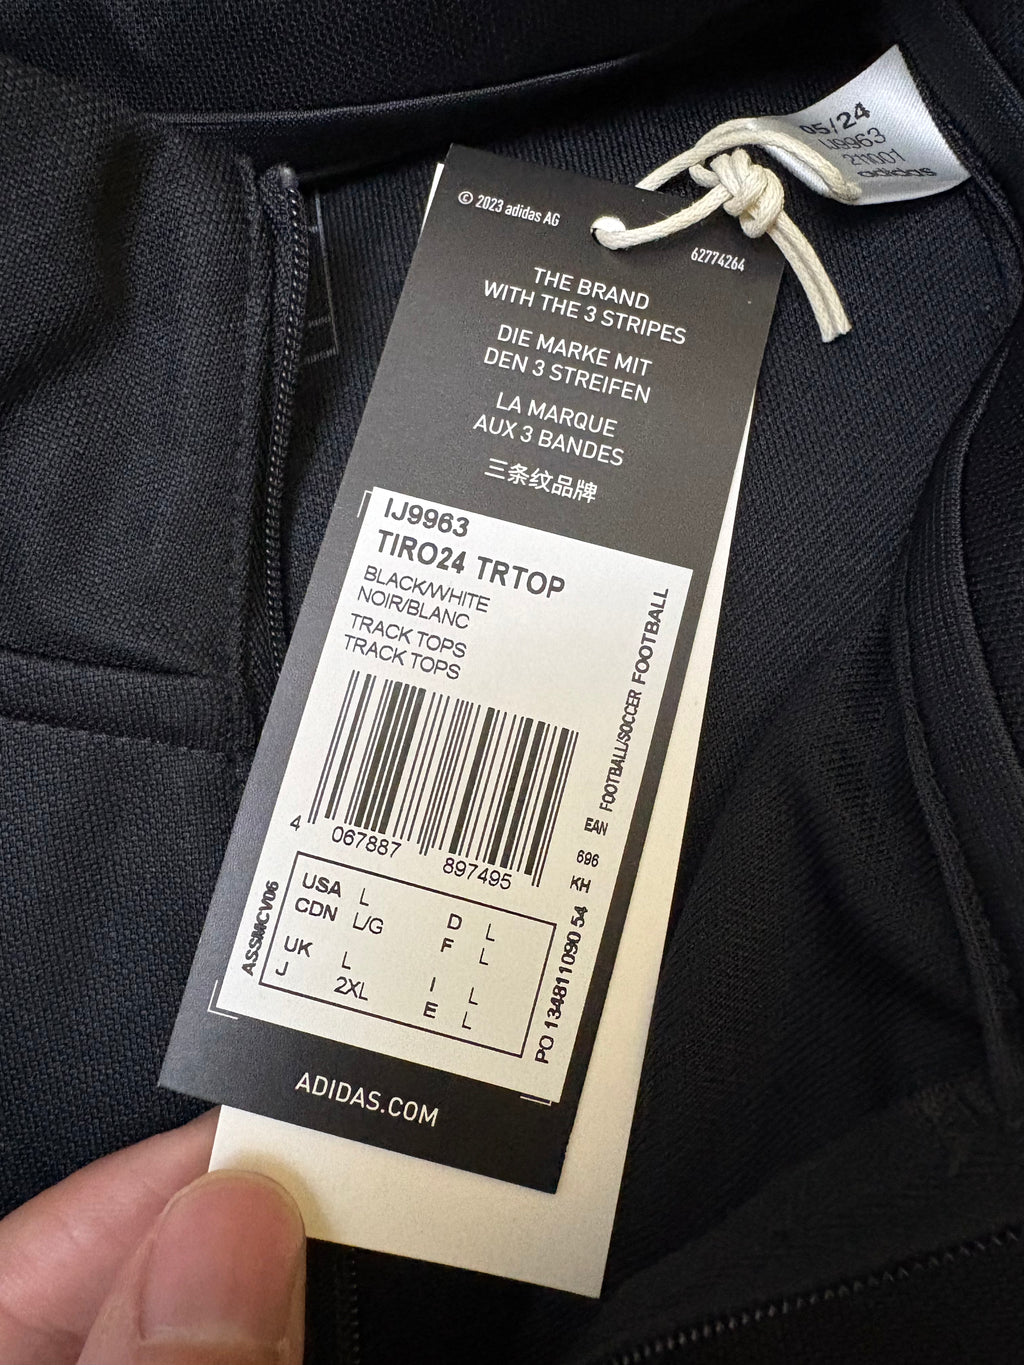 05/24
IJ9963
211001
adidas
© 2023 adidas AG
62774264
THE BRAND
WITH THE 3 STRIPES
DIE MARKE MIT
DEN 3 STREIFEN
LA MARQUE
AUX 3 BANDES
三条纹品牌
IJ9963
TIRO24 TRTOP
BLACK/WHITE
NOIR/BLANC
TRACK TOPS
TRACK TOPS
FOOTBALL/SOCCER FOOTBALL
4 067887 897495
EAN
696
KH
ASSMCV06
USA L D L
CDN L/G F L
UK L I L
J 2XL E L
PO 134811090 54
ADIDAS.COM